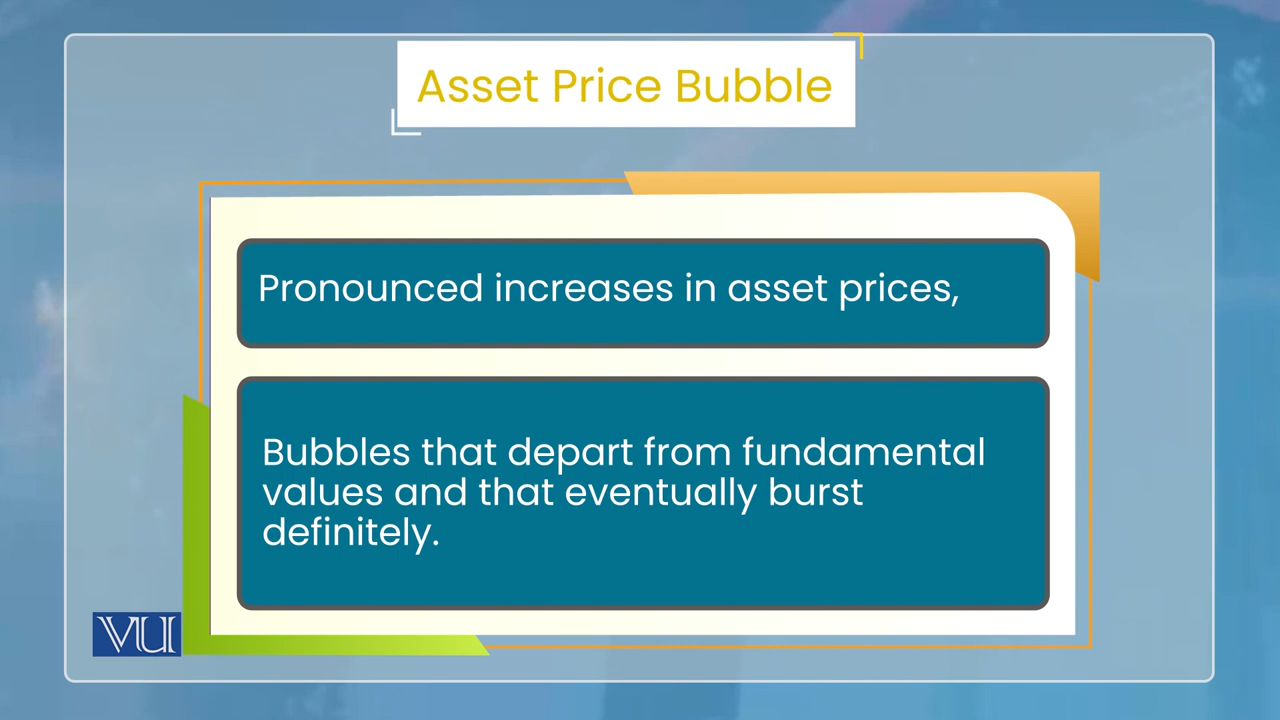 Asset Price Bubble
Pronounced increases in asset prices,
Bubbles that depart from fundamental
values and that eventually burst
definitely.
VU